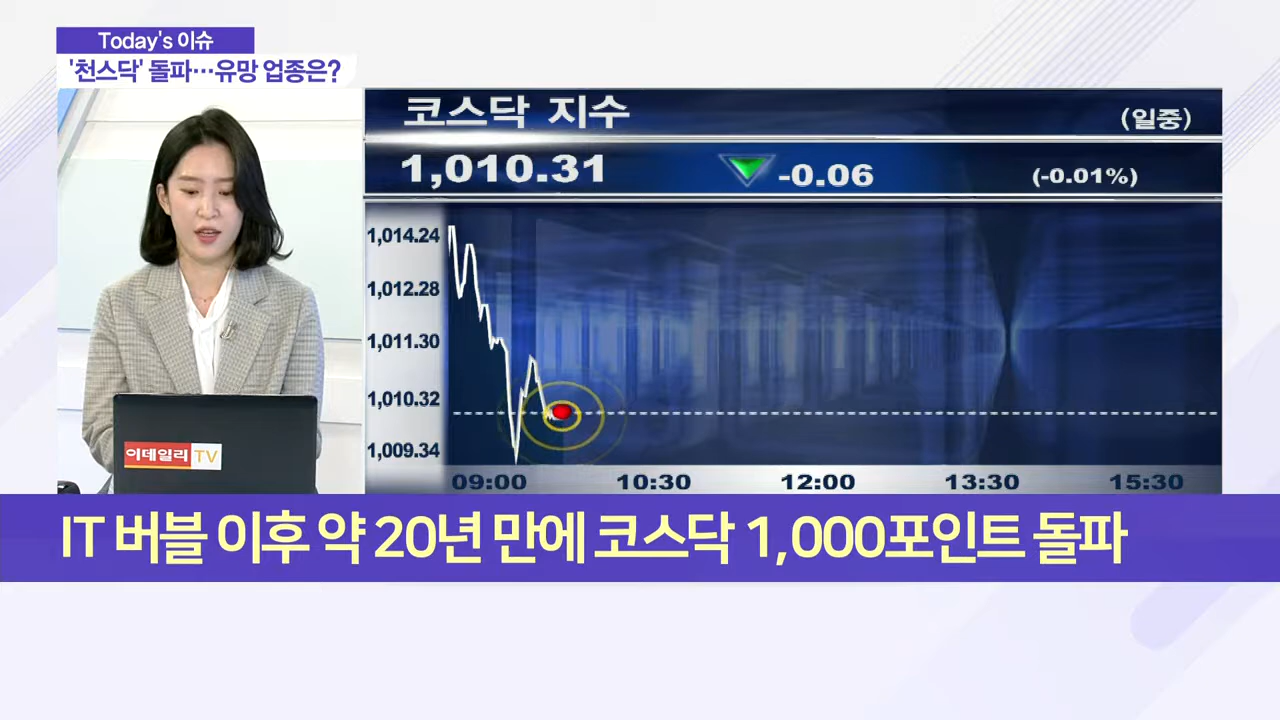 Today's 이슈
'천스닥' 돌파…유망 업종은?
코스닥 지수
(일중)
1,010.31
-0.06
(-0.01%)
1,014.24
1,012.28
1,011.30
1,010.32
1,009.34
09:00
10:30
12:00
13:30
15:30
이데일리TV
IT 버블 이후 약 20년 만에 코스닥 1,000포인트 돌파